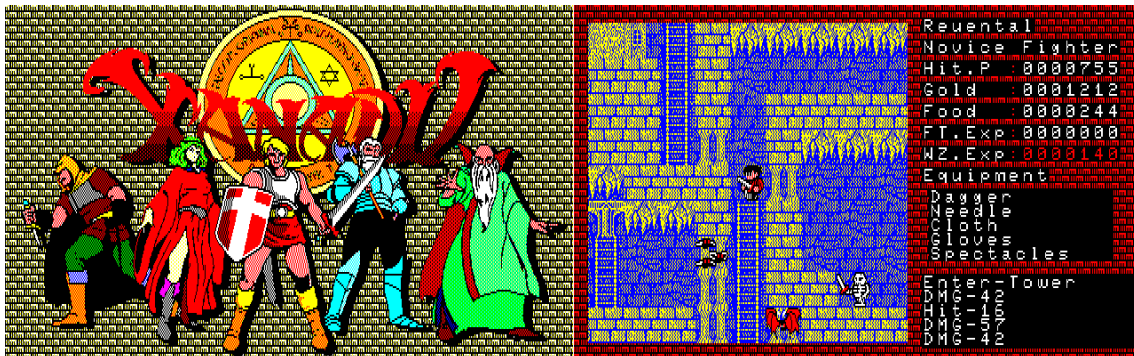 XANADU
Reuental
Novice Fighter
Hit.P :0000755
Gold :0001212
Food :0000244
FT.Exp:0000000
WZ.Exp:0000140
Equipment
Dagger
Needle
Cloth
Gloves
Spectacles
Enter-Tower
DMG-42
Hit-16
DMG-57
DMG-42